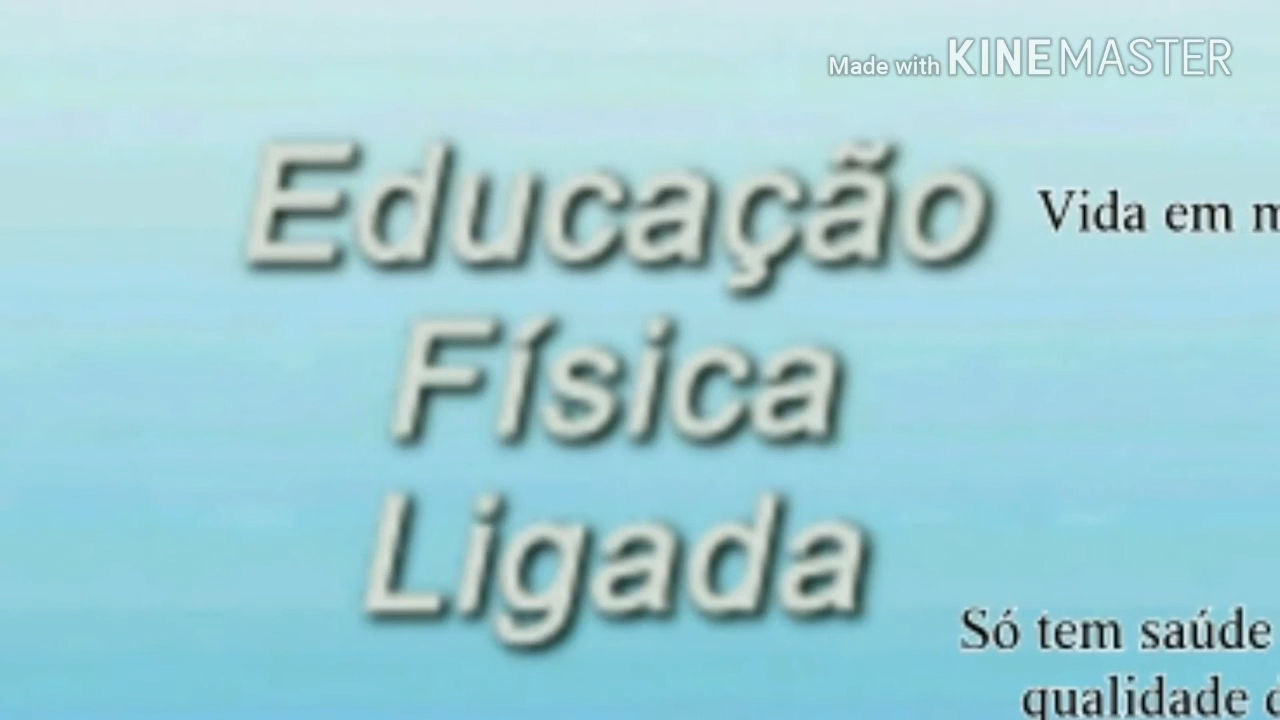 Made with KINEMASTER
Educação
Vida em
Física
Ligada
Só tem saúde
qualidade